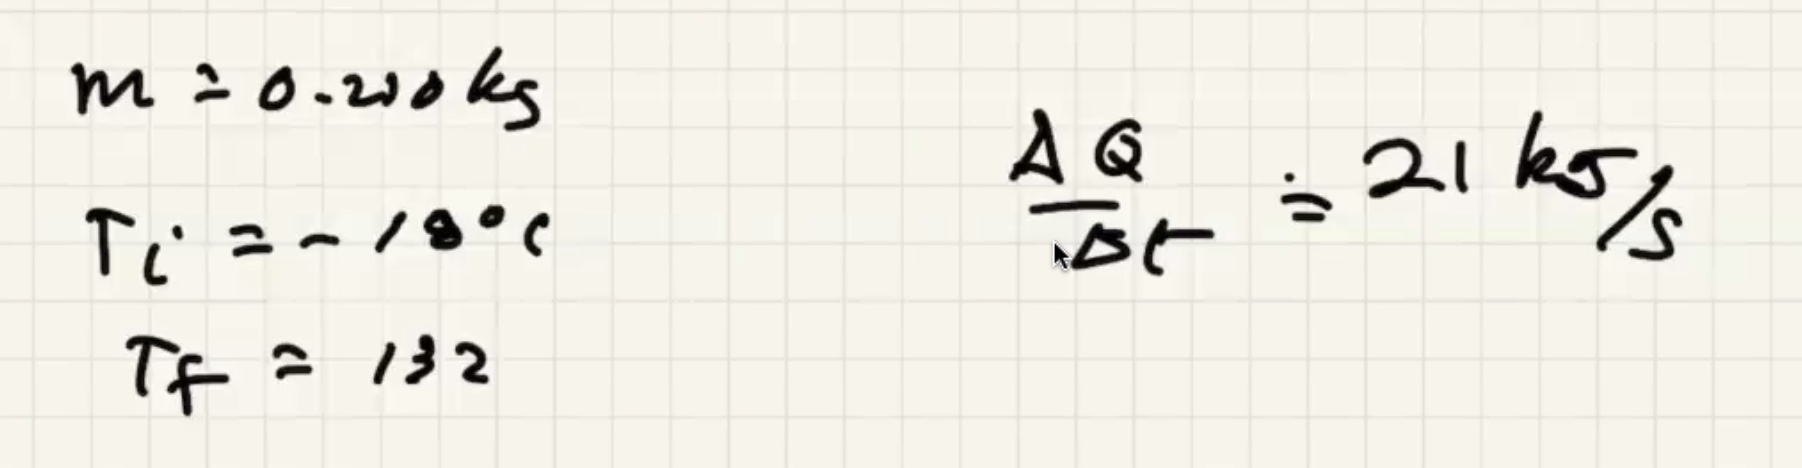 m = 0.200 kg
Ti = - 18°C
Tf = 132
ΔQ/Δt = 21 kJ/s